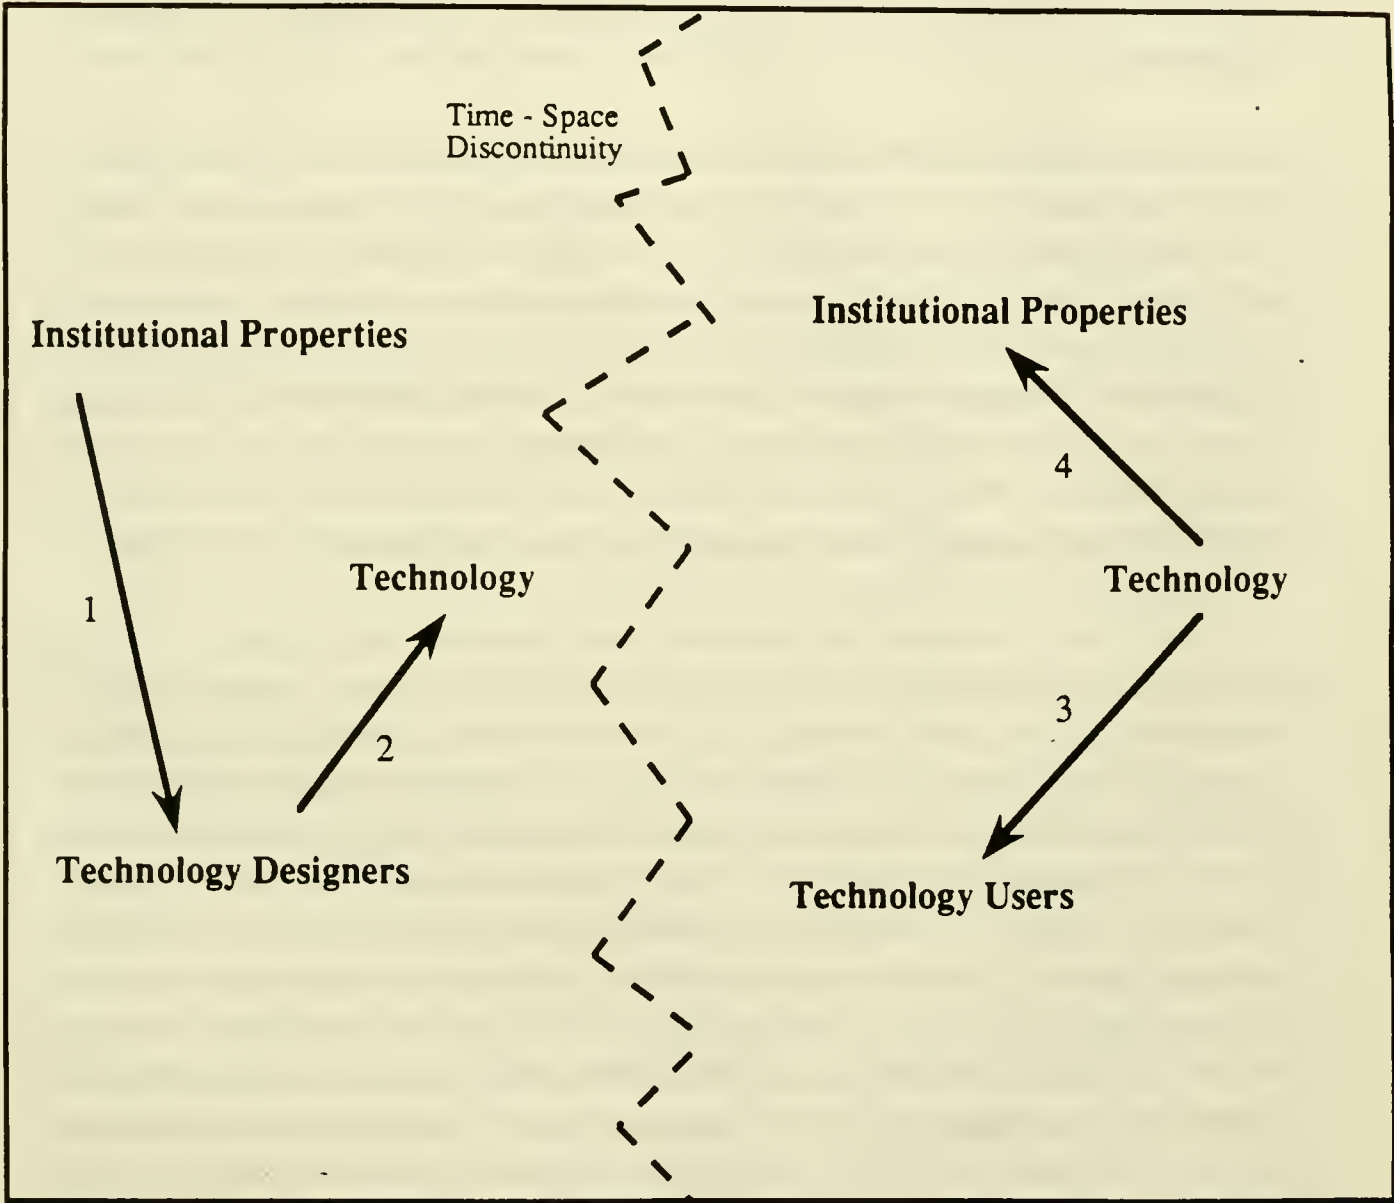 Time - Space
Discontinuity
Institutional Properties
1
Technology
2
Technology Designers
Institutional Properties
4
Technology
3
Technology Users